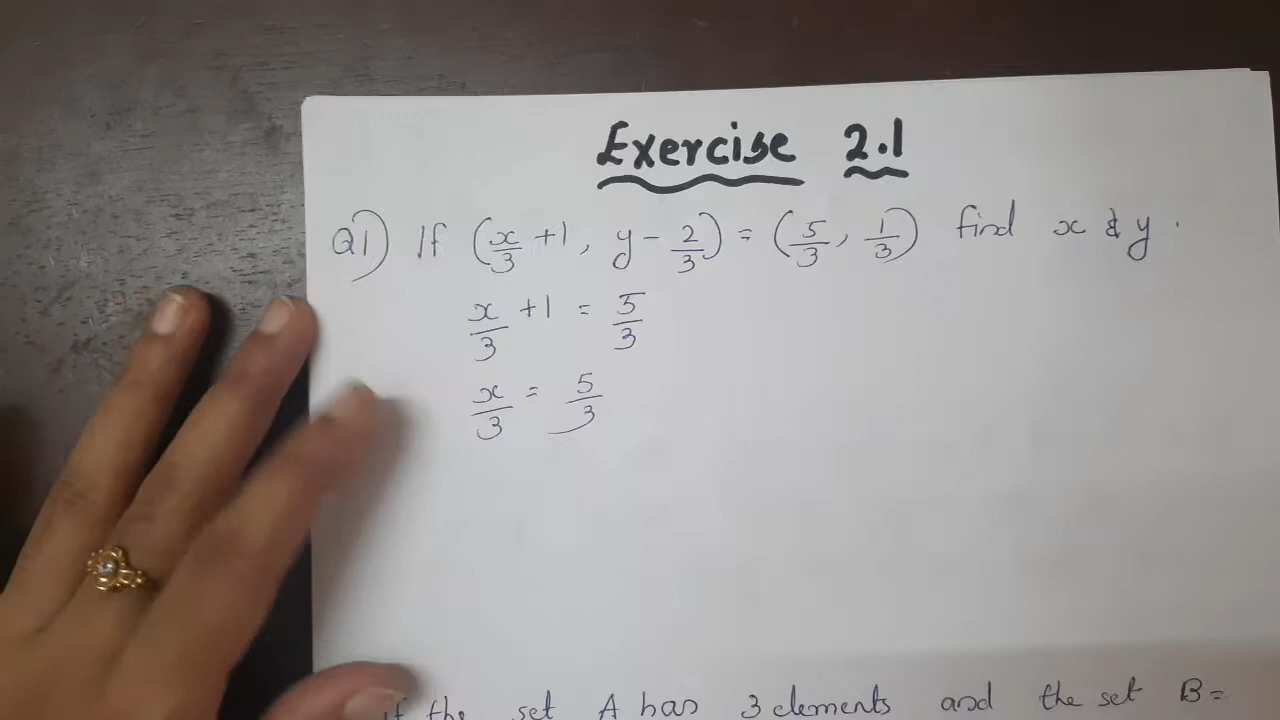 Exercise 2.1
Q1) If (x/3 +1, y - 2/3) = (5/3, 1/3) find x & y.
x/3 +1 = 5/3
x/3 = 5/3
if the set A has 3 elements and the set B=